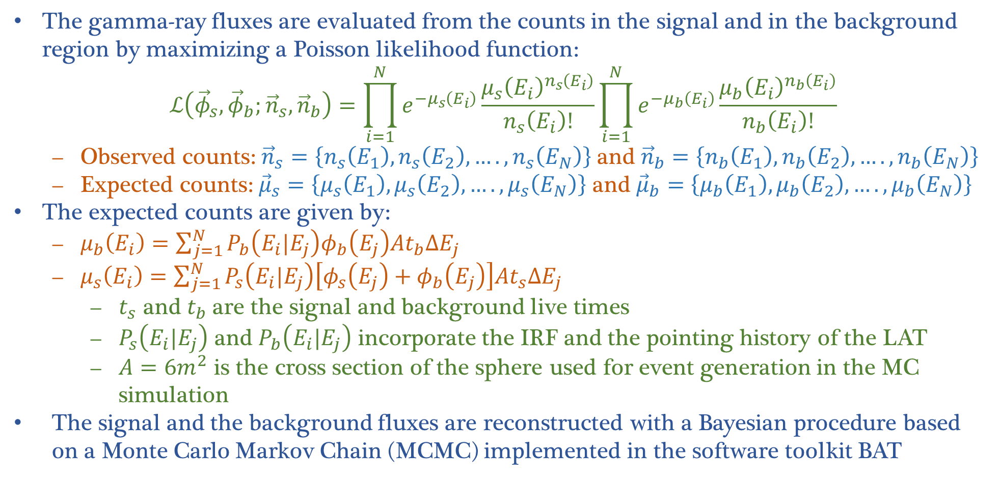 • The gamma-ray fluxes are evaluated from the counts in the signal and in the background
region by maximizing a Poisson likelihood function:
$\mathcal{L}(\vec{\phi}_s, \vec{\phi}_b; \vec{n}_s, \vec{n}_b) = \prod_{i=1}^{N} e^{-\mu_s(E_i)} \frac{\mu_s(E_i)^{n_s(E_i)}}{n_s(E_i)!} \prod_{i=1}^{N} e^{-\mu_b(E_i)} \frac{\mu_b(E_i)^{n_b(E_i)}}{n_b(E_i)!}$
– Observed counts: $\vec{n}_s = \{n_s(E_1), n_s(E_2), \dots., n_s(E_N)\}$ and $\vec{n}_b = \{n_b(E_1), n_b(E_2), \dots., n_b(E_N)\}$
– Expected counts: $\vec{\mu}_s = \{\mu_s(E_1), \mu_s(E_2), \dots., \mu_s(E_N)\}$ and $\vec{\mu}_b = \{\mu_b(E_1), \mu_b(E_2), \dots., \mu_b(E_N)\}$
• The expected counts are given by:
– $\mu_b(E_i) = \sum_{j=1}^{N} P_b(E_i|E_j)\phi_b(E_j)At_b\Delta E_j$
– $\mu_s(E_i) = \sum_{j=1}^{N} P_s(E_i|E_j)[\phi_s(E_j) + \phi_b(E_j)]At_s\Delta E_j$
– $t_s$ and $t_b$ are the signal and background live times
– $P_s(E_i|E_j)$ and $P_b(E_i|E_j)$ incorporate the IRF and the pointing history of the LAT
– $A = 6m^2$ is the cross section of the sphere used for event generation in the MC
simulation
• The signal and the background fluxes are reconstructed with a Bayesian procedure based
on a Monte Carlo Markov Chain (MCMC) implemented in the software toolkit BAT